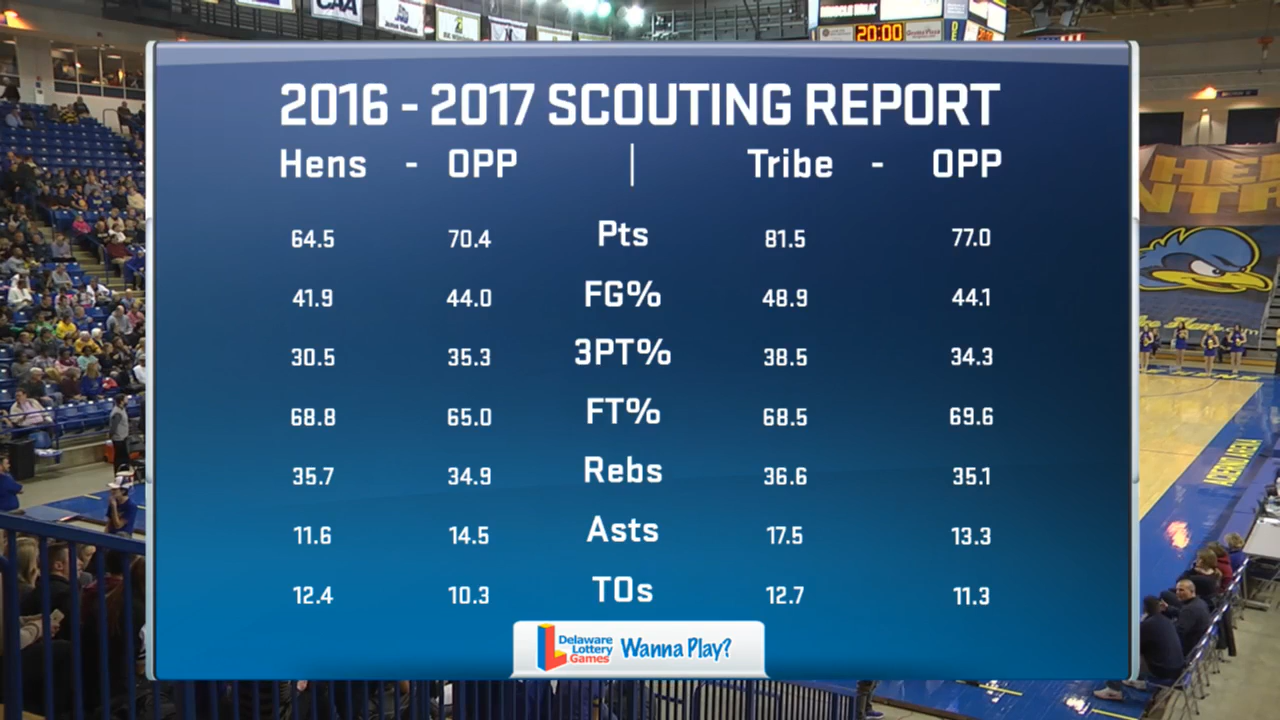 CAA
20:00
2016 - 2017 SCOUTING REPORT
Hens - OPP | Tribe - OPP
64.5 70.4 Pts 81.5 77.0
41.9 44.0 FG% 48.9 44.1
30.5 35.3 3PT% 38.5 34.3
68.8 65.0 FT% 68.5 69.6
35.7 34.9 Rebs 36.6 35.1
11.6 14.5 Asts 17.5 13.3
12.4 10.3 TOs 12.7 11.3
Delaware
Lottery
Games
Wanna Play?